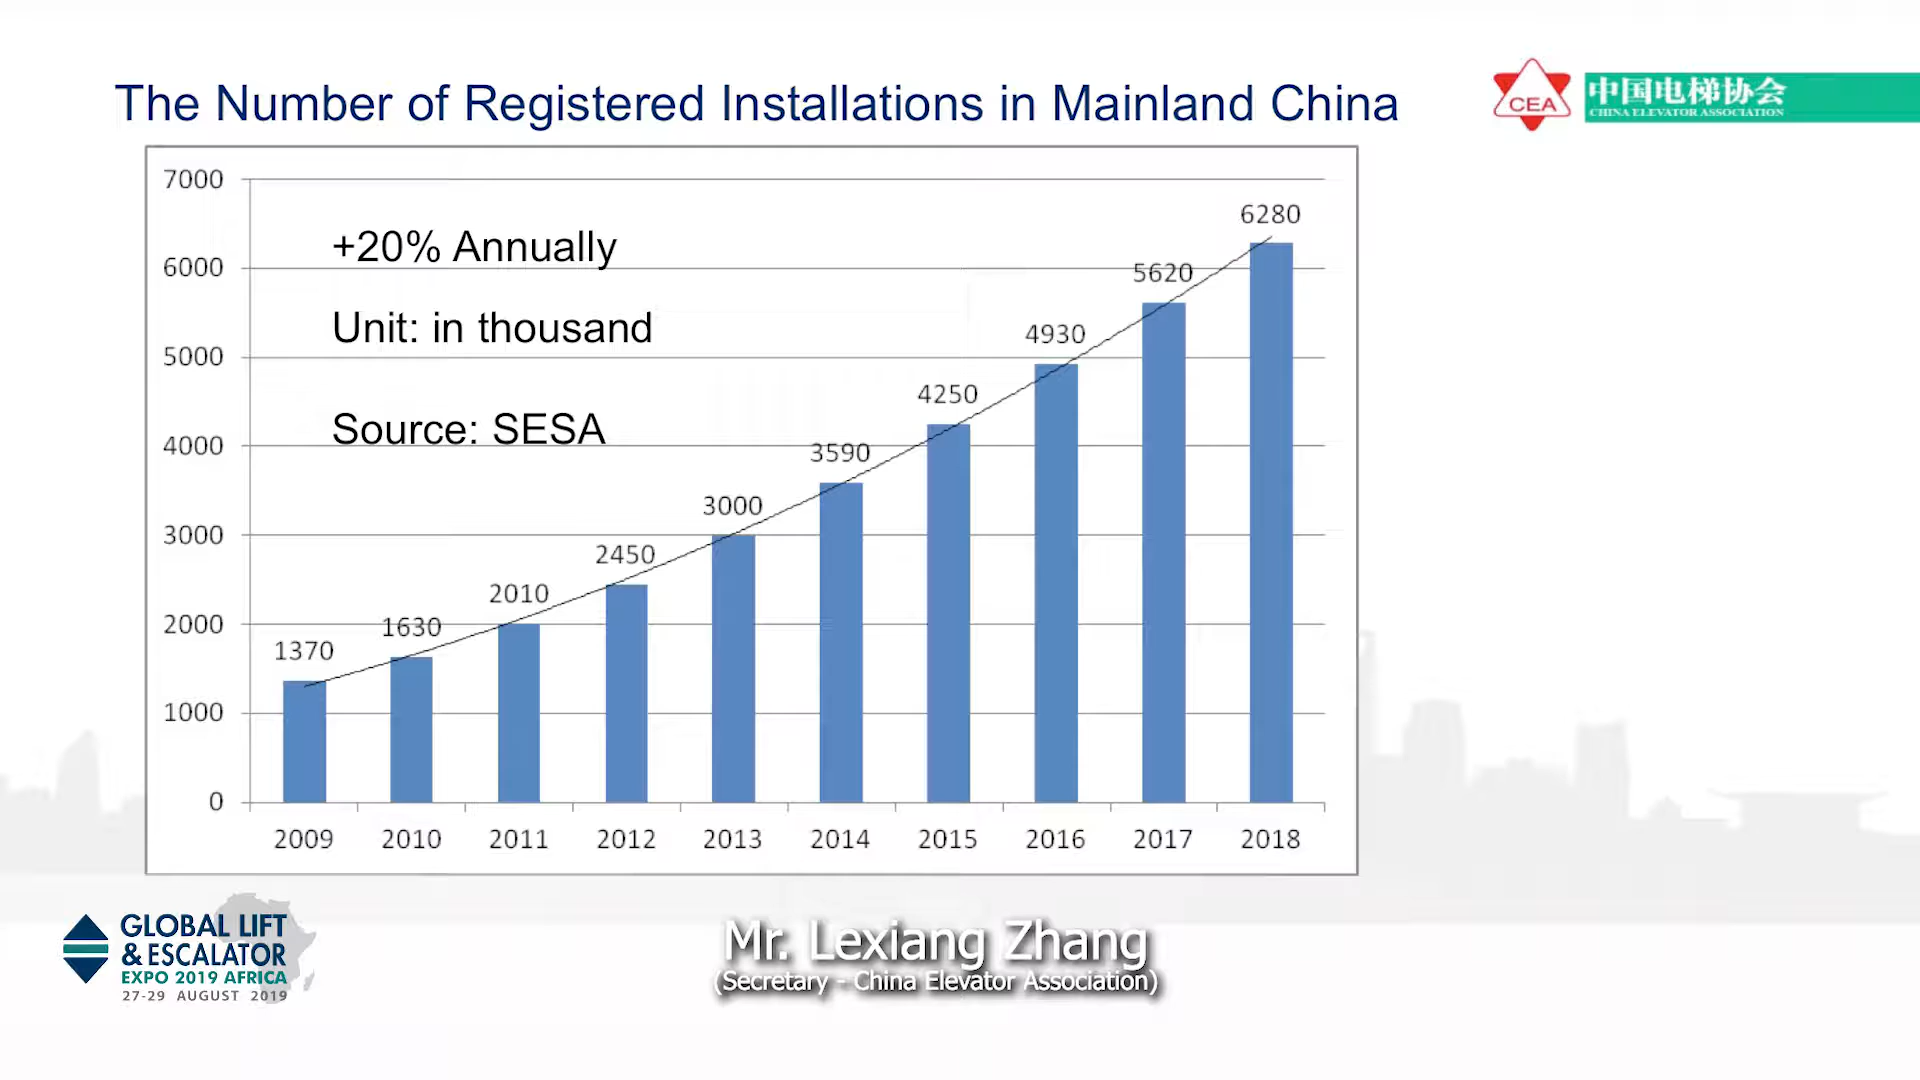 The Number of Registered Installations in Mainland China
CEA
中国电梯协会
CHINA ELEVATOR ASSOCIATION
7000
6000
5000
4000
3000
2000
1000
0
+20% Annually
Unit: in thousand
Source: SESA
1370
1630
2010
2450
3000
3590
4250
4930
5620
6280
2009 2010 2011 2012 2013 2014 2015 2016 2017 2018
GLOBAL LIFT
& ESCALATOR
EXPO 2019 AFRICA
27-29 AUGUST 2019
Mr. Lexiang Zhang
(Secretary - China Elevator Association)